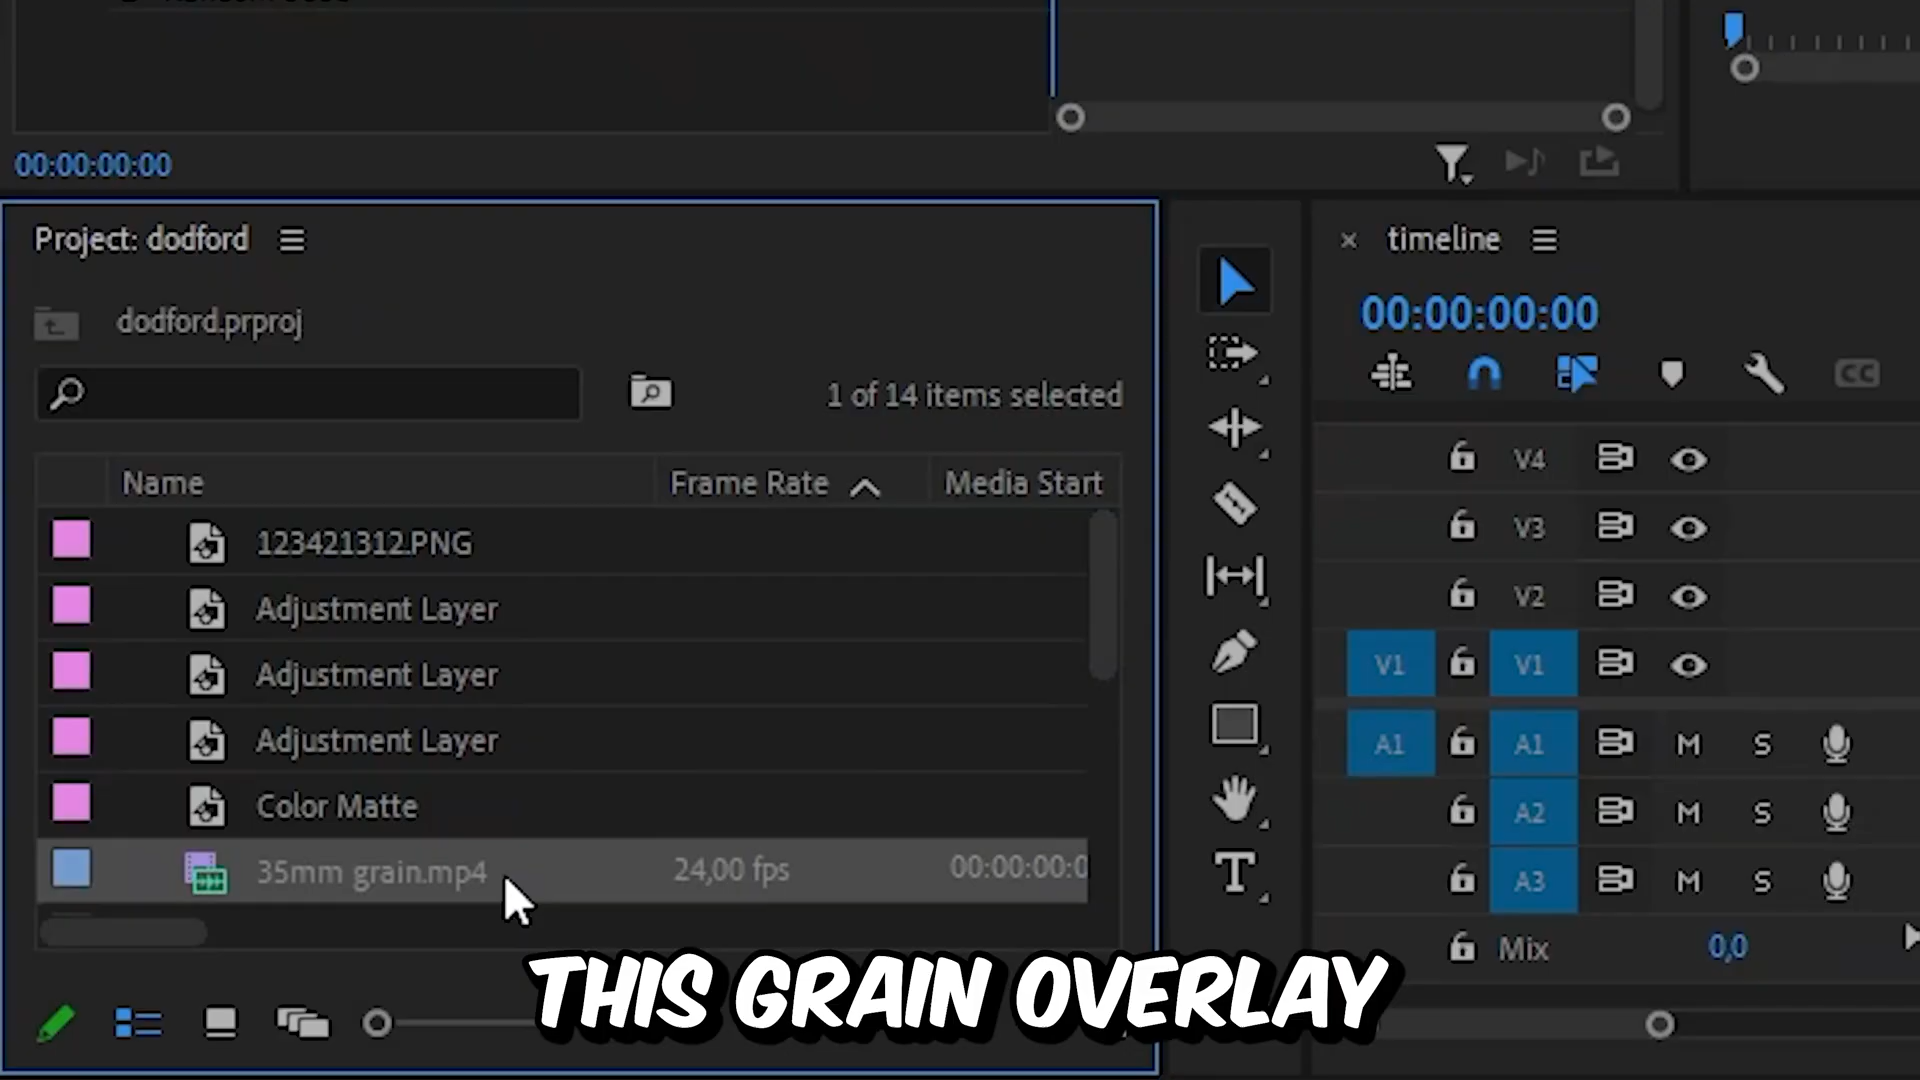 00:00:00:00
Project: dodford
dodford.prproj
1 of 14 items selected
Name Frame Rate Media Start
123421312.PNG
Adjustment Layer
Adjustment Layer
Adjustment Layer
Color Matte
35mm grain.mp4 24,00 fps 00:00:00:0
T
timeline
00:00:00:00
CC
V4
V3
V2
V1 V1
A1 A1 M S
A2 M S
A3 M S
Mix 0,0
THIS GRAIN OVERLAY